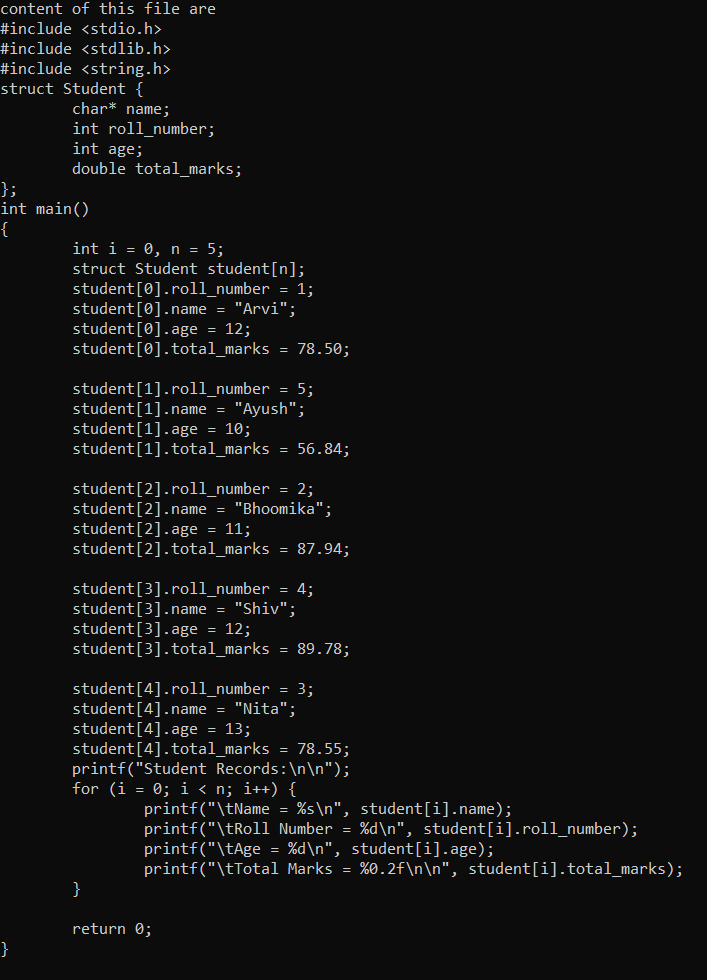 content of this file are
#include <stdio.h>
#include <stdlib.h>
#include <string.h>
struct Student {
        char* name;
        int roll_number;
        int age;
        double total_marks;
};
int main()
{
        int i = 0, n = 5;
        struct Student student[n];
        student[0].roll_number = 1;
        student[0].name = "Arvi";
        student[0].age = 12;
        student[0].total_marks = 78.50;

        student[1].roll_number = 5;
        student[1].name = "Ayush";
        student[1].age = 10;
        student[1].total_marks = 56.84;

        student[2].roll_number = 2;
        student[2].name = "Bhoomika";
        student[2].age = 11;
        student[2].total_marks = 87.94;

        student[3].roll_number = 4;
        student[3].name = "Shiv";
        student[3].age = 12;
        student[3].total_marks = 89.78;

        student[4].roll_number = 3;
        student[4].name = "Nita";
        student[4].age = 13;
        student[4].total_marks = 78.55;
        printf("Student Records:\n\n");
        for (i = 0; i < n; i++) {
                printf("\tName = %s\n", student[i].name);
                printf("\tRoll Number = %d\n", student[i].roll_number);
                printf("\tAge = %d\n", student[i].age);
                printf("\tTotal Marks = %0.2f\n\n", student[i].total_marks);
        }

        return 0;
}